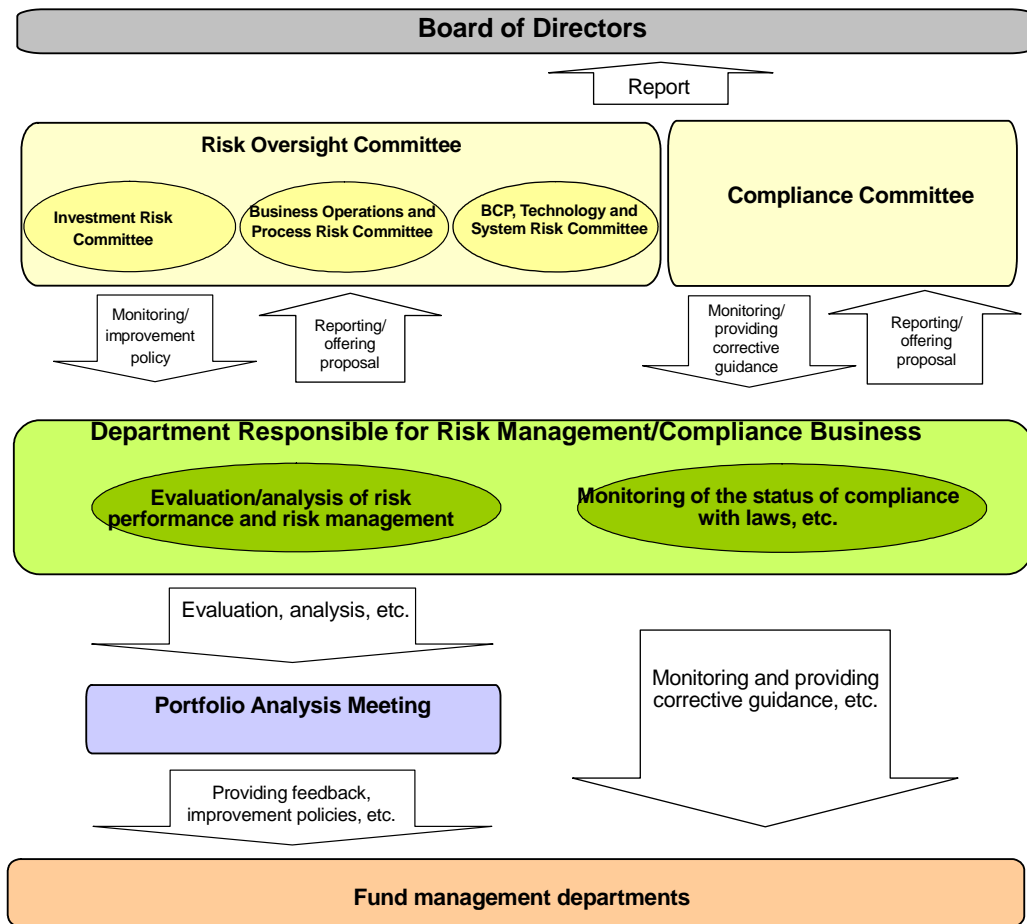 Board of Directors
Report
Risk Oversight Committee
Investment Risk
Committee
Business Operations and
Process Risk Committee
BCP, Technology and
System Risk Committee
Compliance Committee
Monitoring/
improvement
policy
Reporting/
offering
proposal
Monitoring/
providing
corrective
guidance
Reporting/
offering
proposal
Department Responsible for Risk Management/Compliance Business
Evaluation/analysis of risk
performance and risk management
Monitoring of the status of compliance
with laws, etc.
Evaluation, analysis, etc.
Portfolio Analysis Meeting
Monitoring and providing
corrective guidance, etc.
Providing feedback,
improvement policies, etc.
Fund management departments